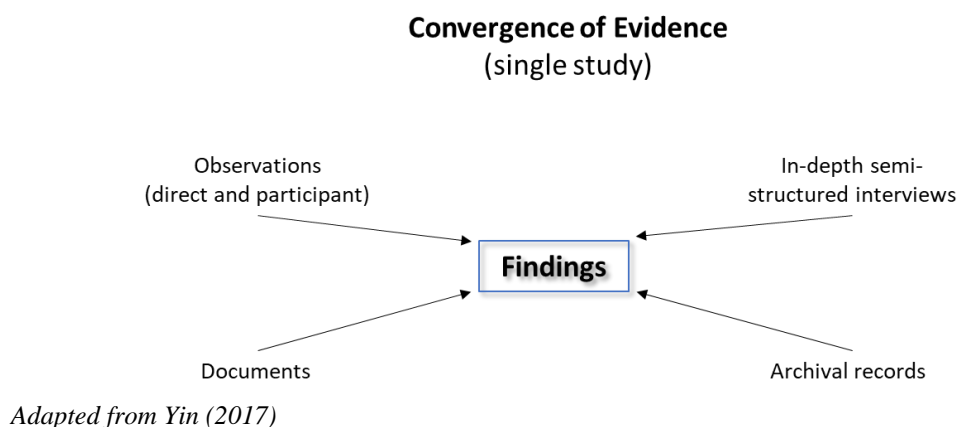 Convergence of Evidence
(single study)
Observations
(direct and participant)
In-depth semi-
structured interviews
Findings
Documents
Archival records
Adapted from Yin (2017)